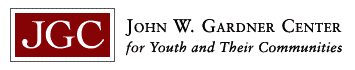 JGC
John W. Gardner Center
for Youth and Their Communities